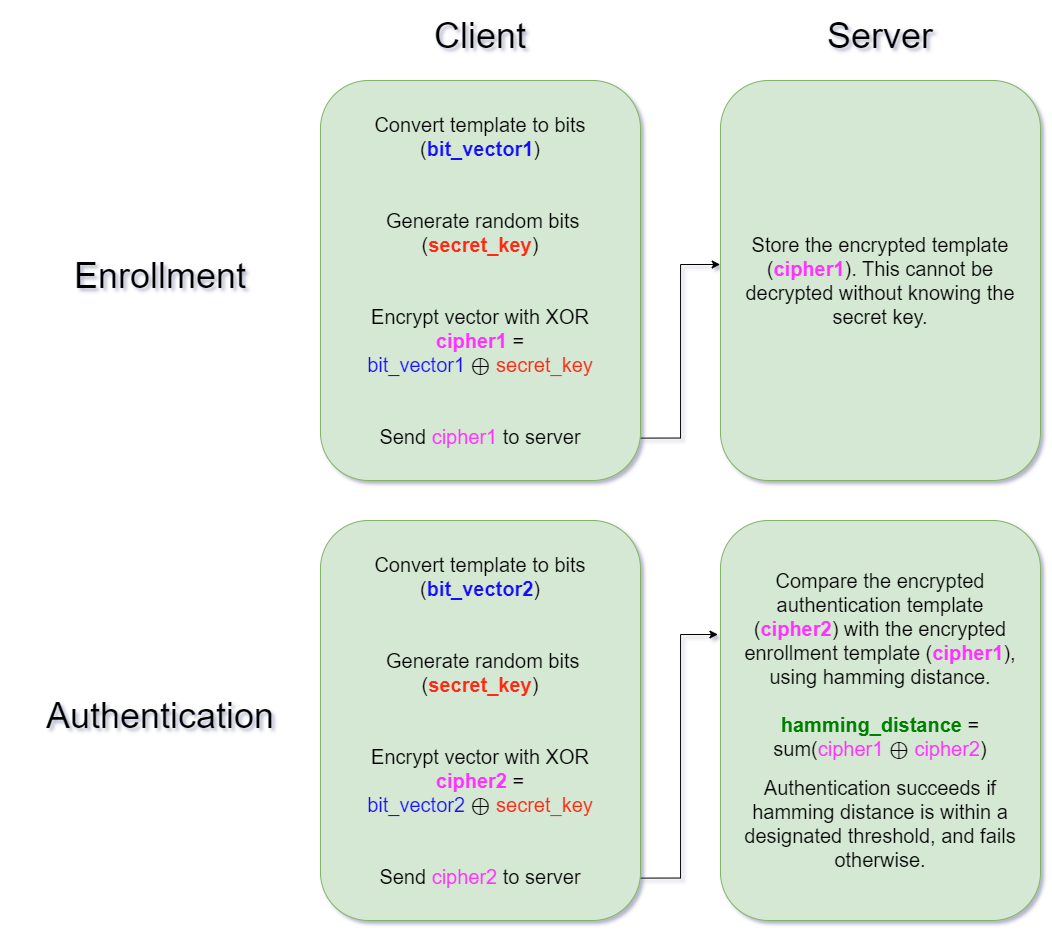 Client
Server
Enrollment
Convert template to bits
(bit_vector1)
Generate random bits
(secret_key)
Encrypt vector with XOR
cipher1 =
bit_vector1 ⊕ secret_key
Send cipher1 to server
Store the encrypted template
(cipher1). This cannot be
decrypted without knowing the
secret key.
Authentication
Convert template to bits
(bit_vector2)
Generate random bits
(secret_key)
Encrypt vector with XOR
cipher2 =
bit_vector2 ⊕ secret_key
Send cipher2 to server
Compare the encrypted
authentication template
(cipher2) with the encrypted
enrollment template (cipher1),
using hamming distance.
hamming_distance =
sum(cipher1 ⊕ cipher2)
Authentication succeeds if
hamming distance is within a
designated threshold, and fails
otherwise.